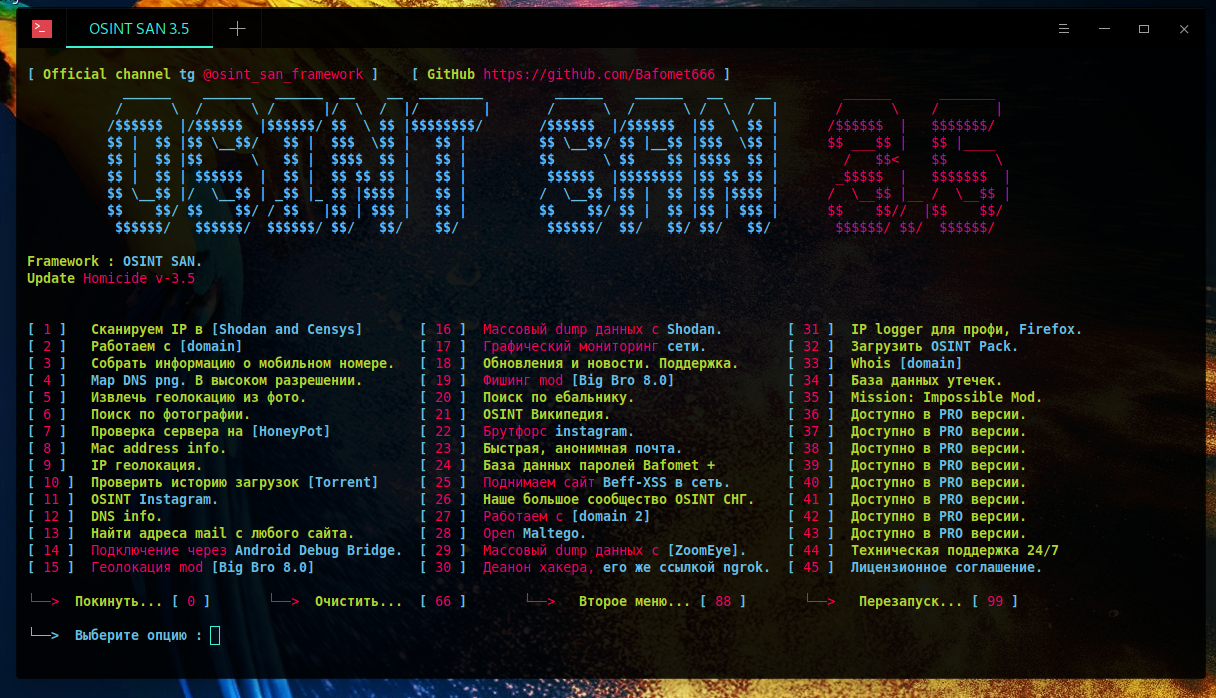 OSINT SAN 3.5
[ Official channel tg @osint_san_framework ] [ GitHub https://github.com/Bafomet666 ]
OSINT SAN 3.5
Framework : OSINT SAN.
Update Homicide v-3.5
[ 1 ] Сканируем IP в [Shodan and Censys] [ 16 ] Массовый dump данных с Shodan. [ 31 ] IP logger для профи, Firefox.
[ 2 ] Работаем с [domain] [ 17 ] Графический мониторинг сети. [ 32 ] Загрузить OSINT Pack.
[ 3 ] Собрать информацию о мобильном номере. [ 18 ] Обновления и новости. Поддержка. [ 33 ] Whois [domain]
[ 4 ] Map DNS png. В высоком разрешении. [ 19 ] Фишинг mod [Big Bro 8.0] [ 34 ] База данных утечек.
[ 5 ] Извлечь геолокацию из фото. [ 20 ] Поиск по ебальнику. [ 35 ] Mission: Impossible Mod.
[ 6 ] Поиск по фотографии. [ 21 ] OSINT Википедия. [ 36 ] Доступно в PRO версии.
[ 7 ] Проверка сервера на [HoneyPot] [ 22 ] Брутфорс instagram. [ 37 ] Доступно в PRO версии.
[ 8 ] Mac address info. [ 23 ] Быстрая, анонимная почта. [ 38 ] Доступно в PRO версии.
[ 9 ] IP геолокация. [ 24 ] База данных паролей Bafomet + [ 39 ] Доступно в PRO версии.
[ 10 ] Проверить историю загрузок [Torrent] [ 25 ] Поднимаем сайт Beff-XSS в сеть. [ 40 ] Доступно в PRO версии.
[ 11 ] OSINT Instagram. [ 26 ] Наше большое сообщество OSINT СНГ. [ 41 ] Доступно в PRO версии.
[ 12 ] DNS info. [ 27 ] Работаем с [domain 2] [ 42 ] Доступно в PRO версии.
[ 13 ] Найти адреса mail с любого сайта. [ 28 ] Open Maltego. [ 43 ] Доступно в PRO версии.
[ 14 ] Подключение через Android Debug Bridge. [ 29 ] Массовый dump данных с [ZoomEye]. [ 44 ] Техническая поддержка 24/7
[ 15 ] Геолокация mod [Big Bro 8.0] [ 30 ] Деанон хакера, его же ссылкой ngrok. [ 45 ] Лицензионное соглашение.
└──> Покинуть... [ 0 ] └──> Очистить... [ 66 ] └──> Второе меню... [ 88 ] └──> Перезапуск... [ 99 ]
└──> Выберите опцию :